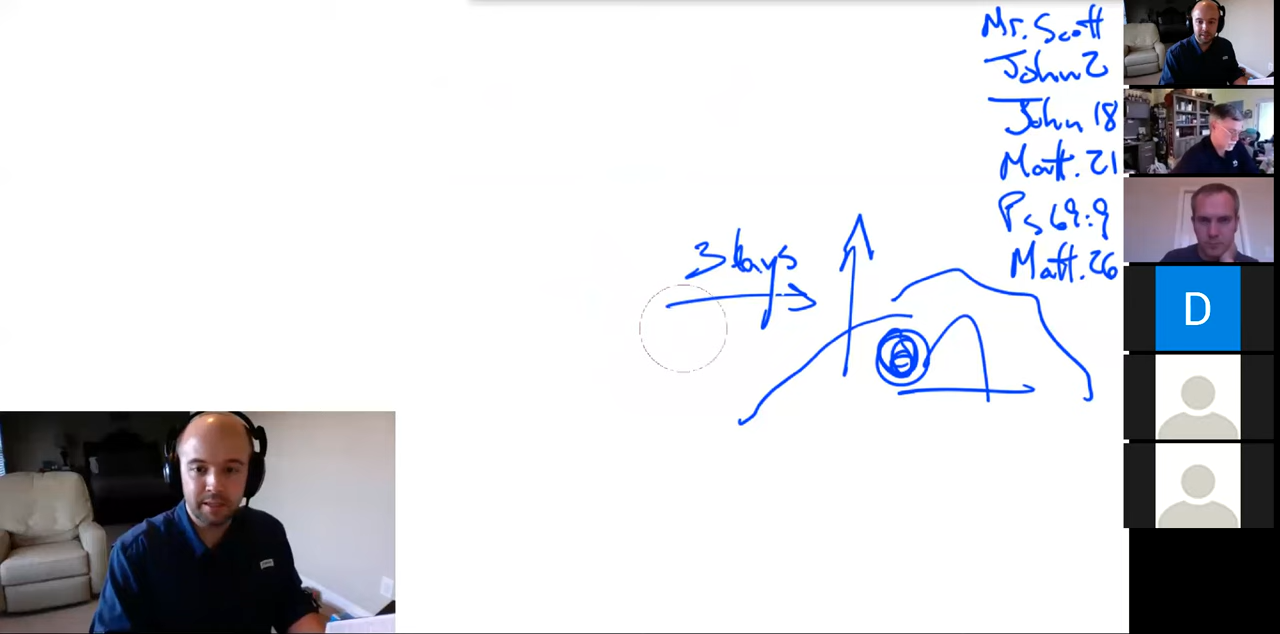 Mr. Scott
John 2
John 18
Matt. 21
Ps 69:9
Matt. 26
3 days
D